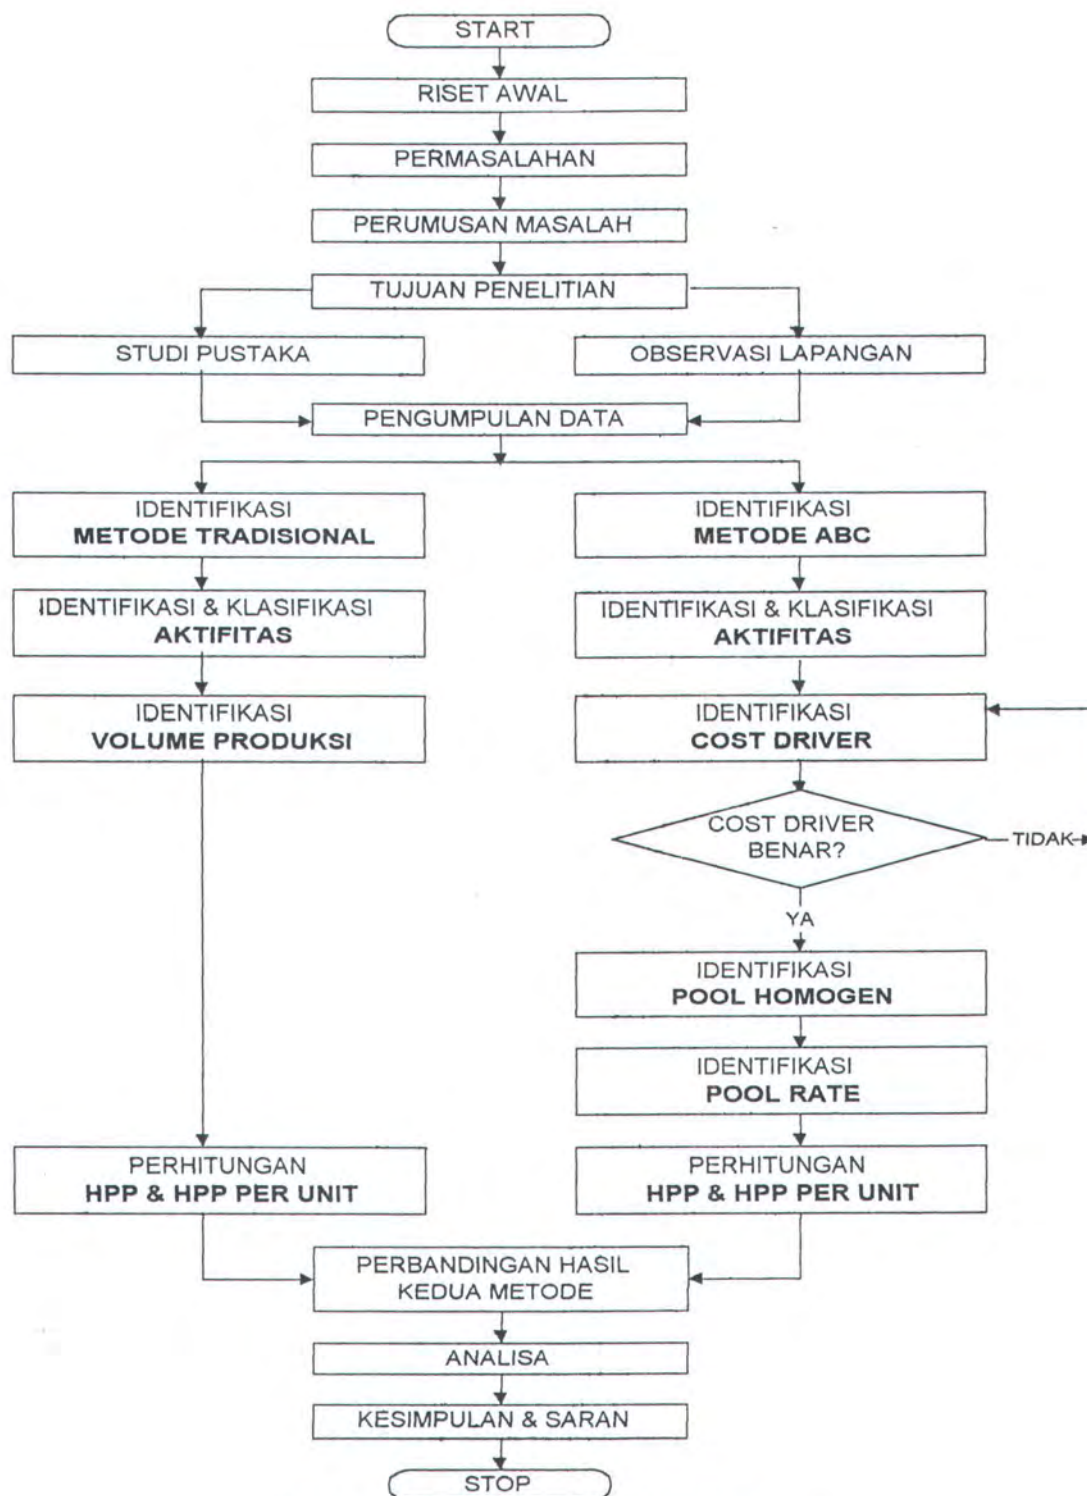 START
RISET AWAL
PERMASALAHAN
PERUMUSAN MASALAH
TUJUAN PENELITIAN
STUDI PUSTAKA
OBSERVASI LAPANGAN
PENGUMPULAN DATA
IDENTIFIKASI
METODE TRADISIONAL
IDENTIFIKASI
METODE ABC
IDENTIFIKASI & KLASIFIKASI
AKTIFITAS
IDENTIFIKASI & KLASIFIKASI
AKTIFITAS
IDENTIFIKASI
VOLUME PRODUKSI
IDENTIFIKASI
COST DRIVER
COST DRIVER
BENAR?
TIDAK
YA
IDENTIFIKASI
POOL HOMOGEN
IDENTIFIKASI
POOL RATE
PERHITUNGAN
HPP & HPP PER UNIT
PERHITUNGAN
HPP & HPP PER UNIT
PERBANDINGAN HASIL
KEDUA METODE
ANALISA
KESIMPULAN & SARAN
STOP